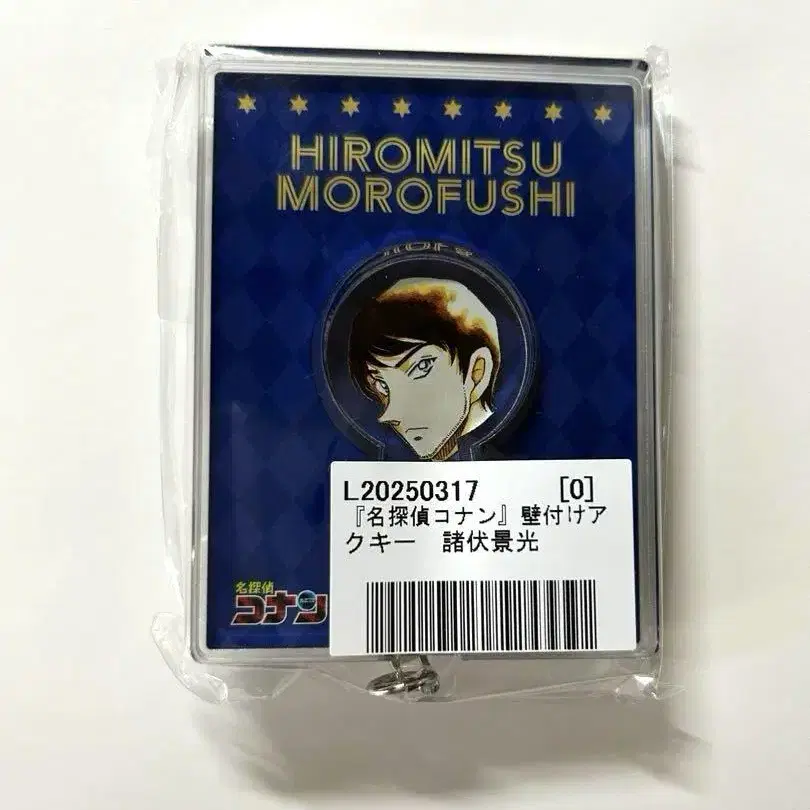 HIROMITSU
MOROFUSHI
L20250317 [0]
『名探偵コナン』壁付けア
クキー 諸伏景光
名探偵
コナン